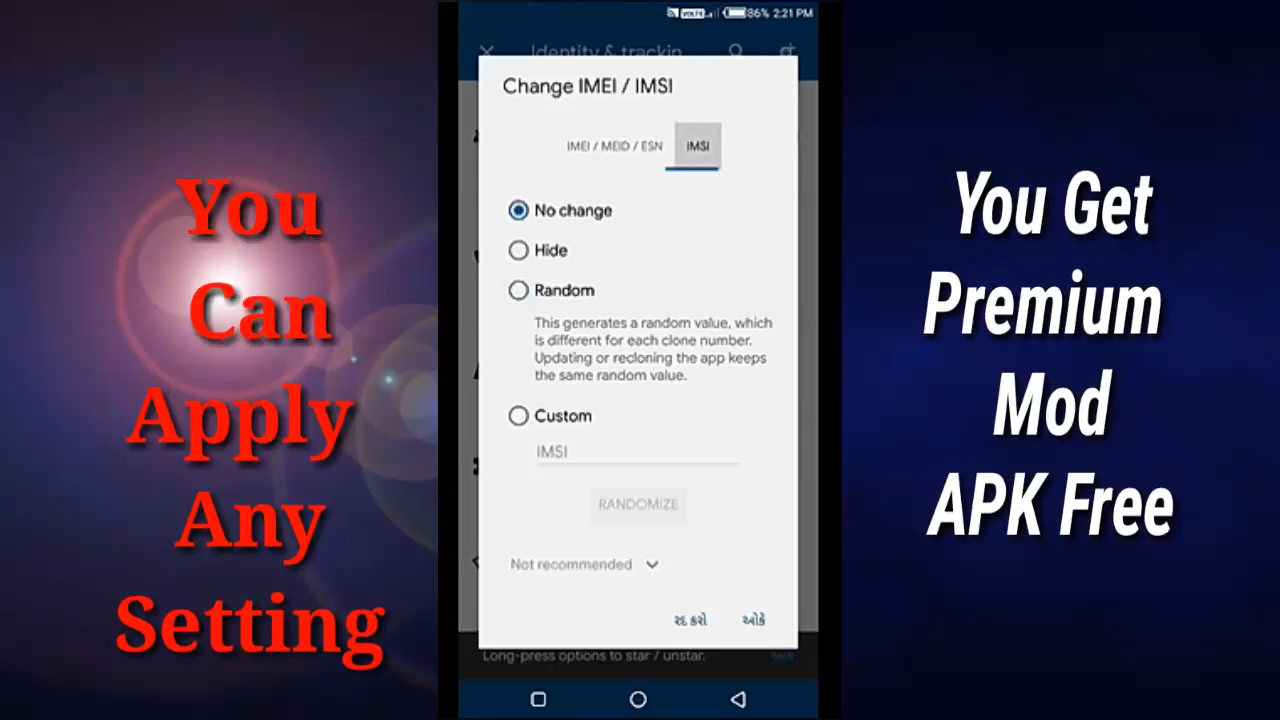 You
Can
Apply
Any
Setting
VOLTE 86% 2:21 PM
Identity & trackin
Change IMEI / IMSI
IMEI / MEID / ESN IMSI
No change
Hide
Random
This generates a random value, which
is different for each clone number.
Updating or recloning the app keeps
the same random value.
Custom
IMSI
RANDOMIZE
Not recommended
રદ કરો ઓકે
Long-press options to star / unstar.
You Get
Premium
Mod
APK Free